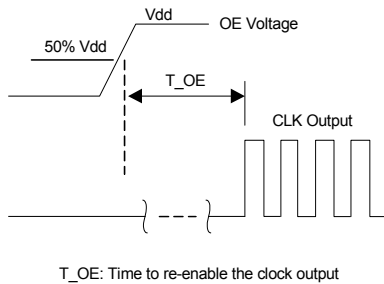 Vdd
OE Voltage
50% Vdd
T_OE
CLK Output
T_OE: Time to re-enable the clock output